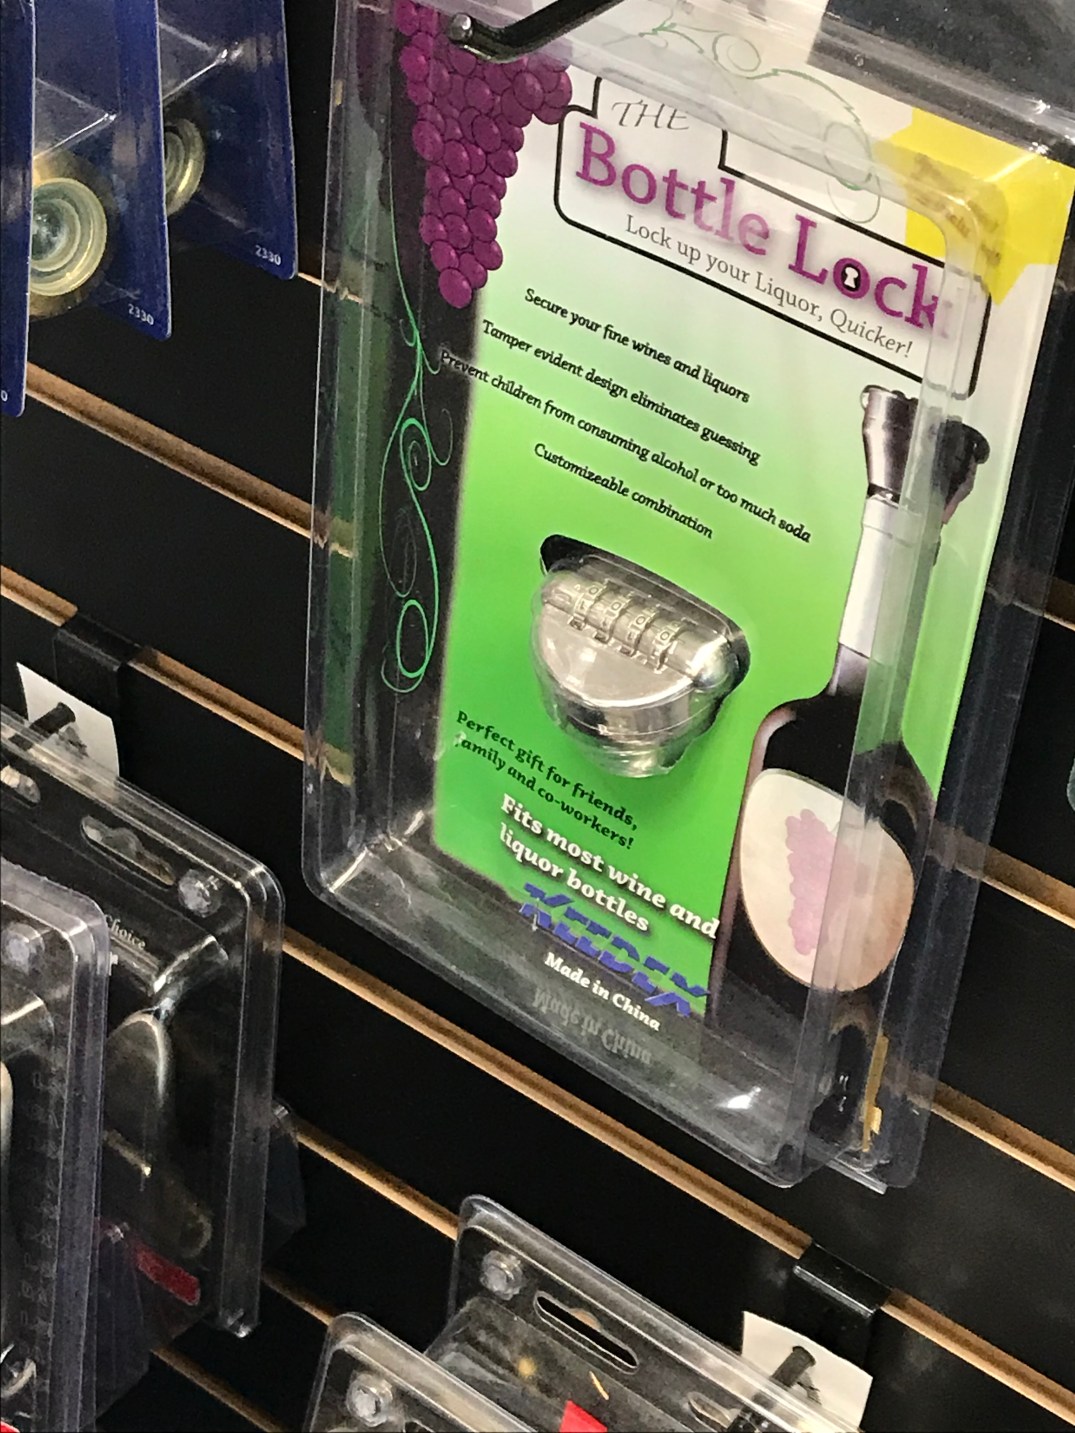 THE
Bottle Lock
Lock up your Liquor, Quicker!
Secure your fine wines and liquors
Tamper evident design eliminates guessing
Prevent children from consuming alcohol or too much soda
Customizeable combination
Perfect gift for friends,
family and co-workers!
Fits most wine and
liquor bottles
KEEDEX
Made in China
2330
2330
Choice